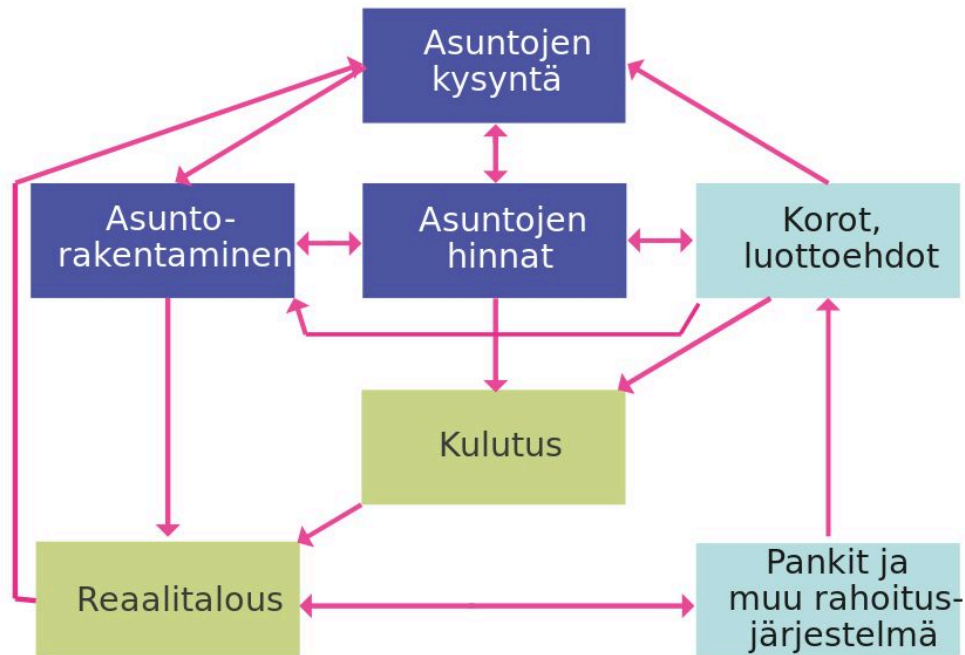 Asuntojen
kysyntä
Asunto-
rakentaminen
Asuntojen
hinnat
Korot,
luottoehdot
Kulutus
Reaalitalous
Pankit ja
muu rahoitus-
järjestelmä